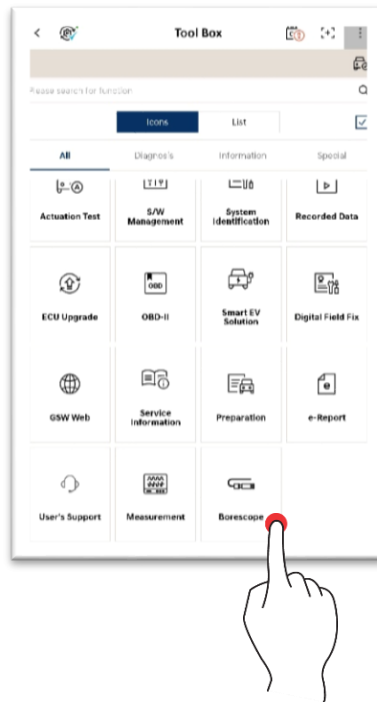 Tool Box
Please search for function
Icons
List
All
Diagnosis
Information
Special
Actuation Test
S/W
Management
System
Identification
Recorded Data
ECU Upgrade
OBD
OBD-II
Smart EV
Solution
Digital Field Fix
GSW Web
Service
Information
Preparation
e
e-Report
User's Support
Measurement
Borescope